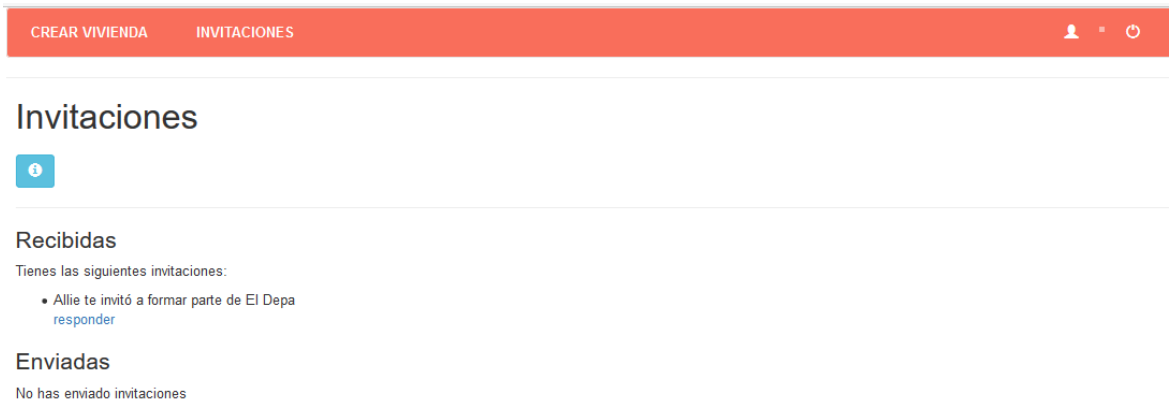 CREAR VIVIENDA INVITACIONES
Invitaciones
Recibidas
Tienes las siguientes invitaciones:
Allie te invitó a formar parte de El Depa
responder
Enviadas
No has enviado invitaciones